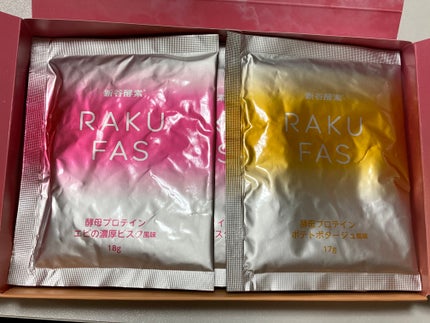 新谷酵素
RAKU
FAS
酵母プロテイン
エビの濃厚ビスク風味
18g
新谷酵素
RAKU
FAS
酵母プロテイン
ポテトポタージュ風味
17g